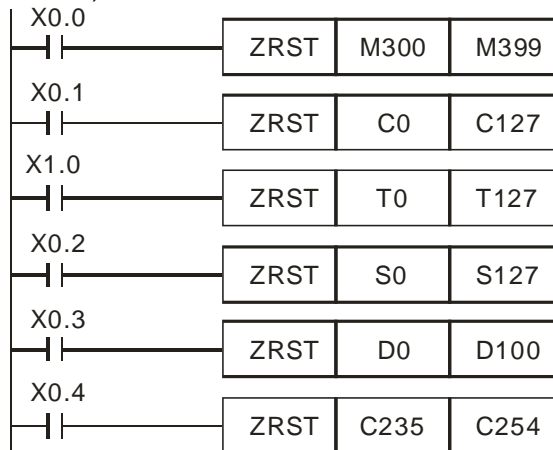 X0.0
ZRST M300 M399
X0.1
ZRST C0 C127
X1.0
ZRST T0 T127
X0.2
ZRST S0 S127
X0.3
ZRST D0 D100
X0.4
ZRST C235 C254